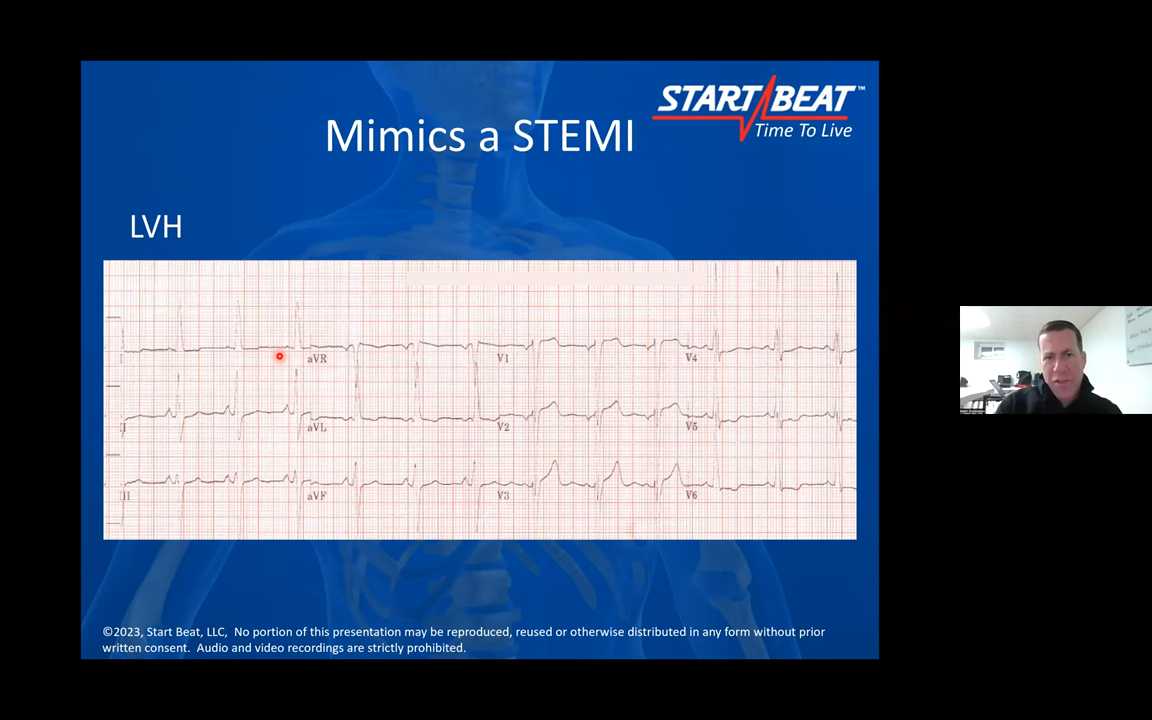 START BEAT™
Time To Live
Mimics a STEMI
LVH
I
aVR
V1
V4
II
aVL
V2
V5
III
aVF
V3
V6
©2023, Start Beat, LLC, No portion of this presentation may be reproduced, reused or otherwise distributed in any form without prior
written consent. Audio and video recordings are strictly prohibited.